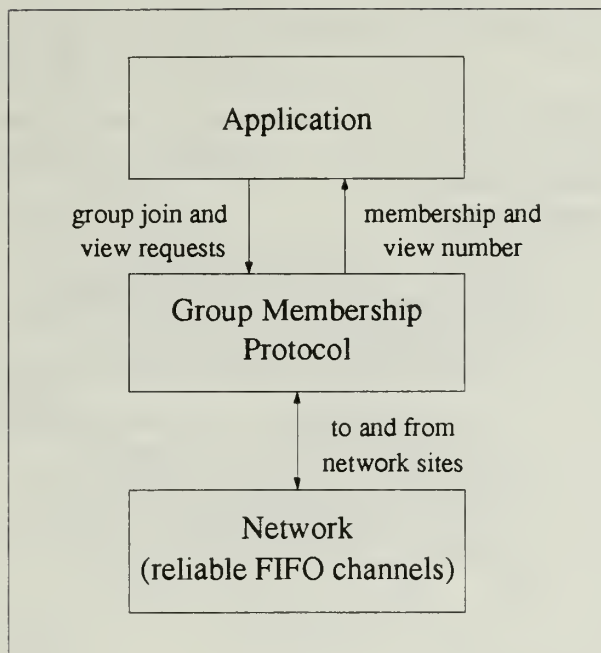 Application
group join and
view requests
membership and
view number
Group Membership
Protocol
to and from
network sites
Network
(reliable FIFO channels)